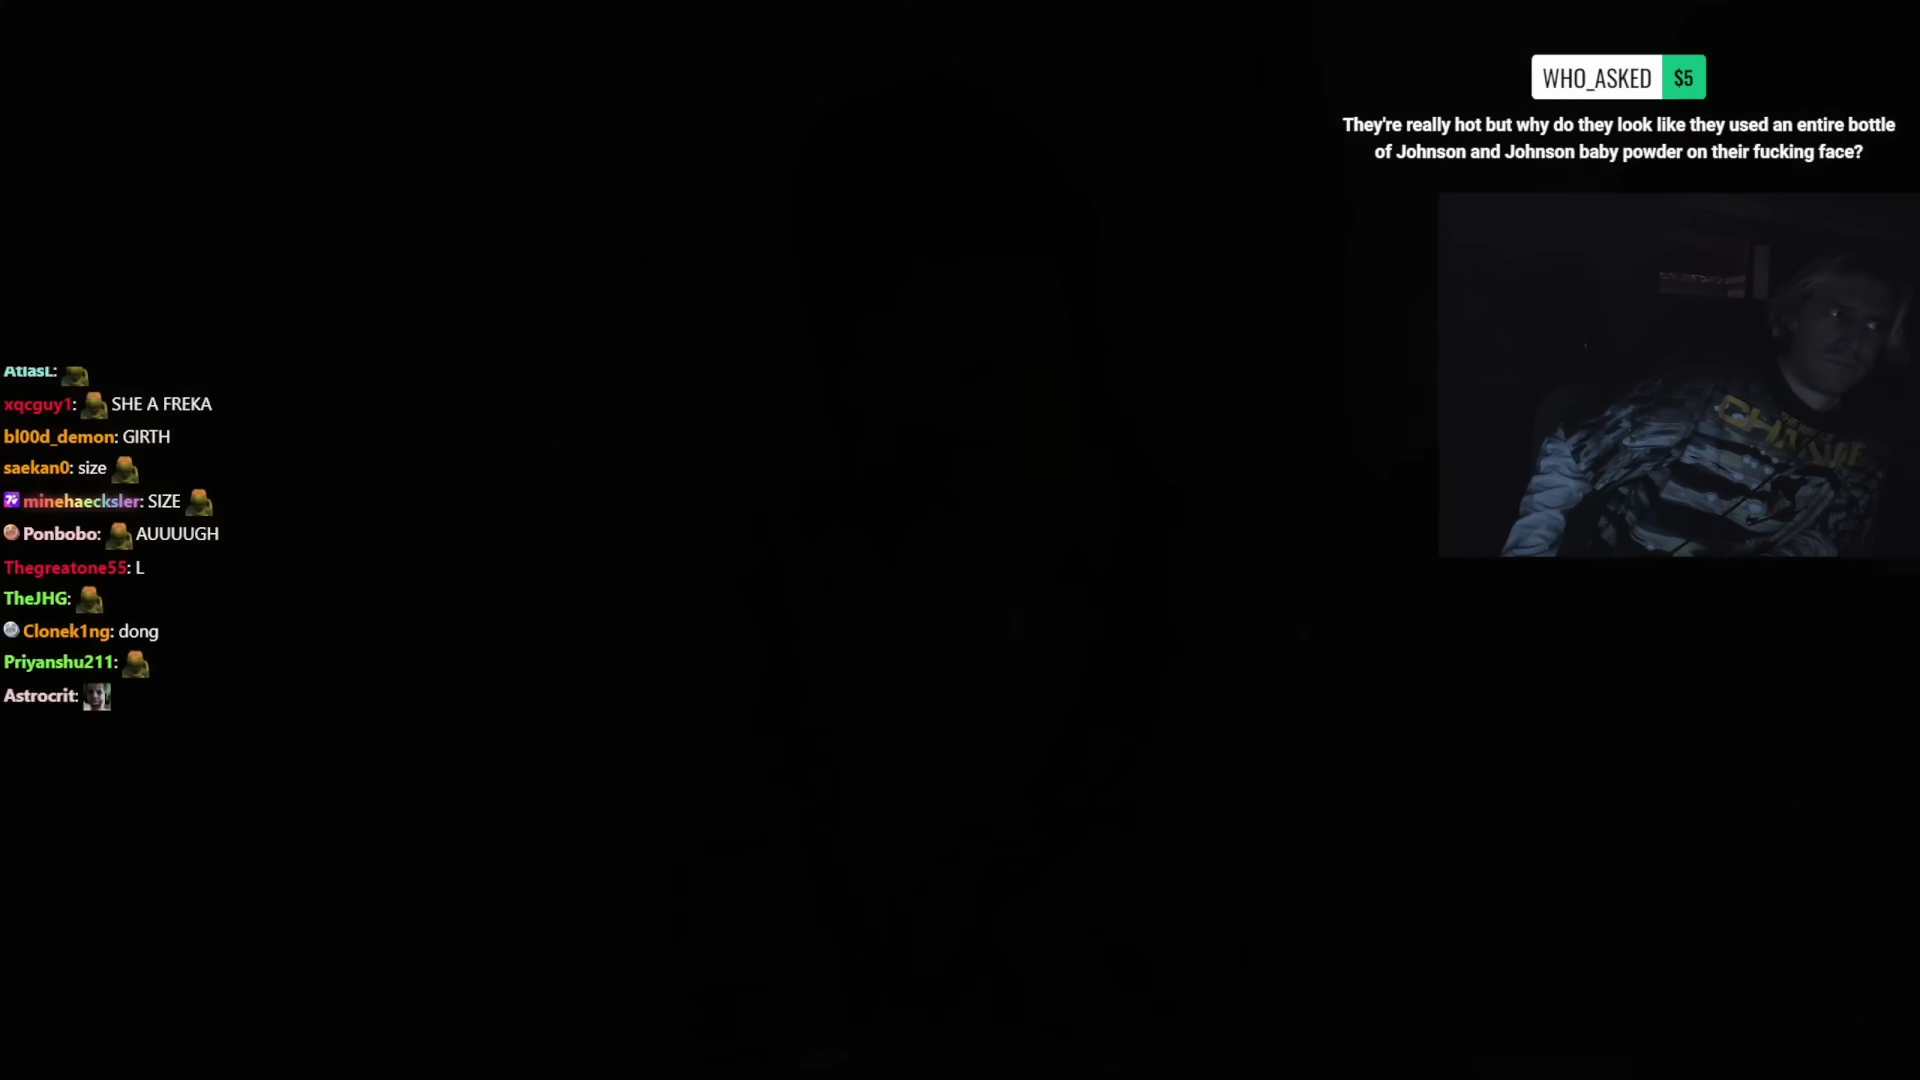 WHO_ASKED $5
They're really hot but why do they look like they used an entire bottle
of Johnson and Johnson baby powder on their fucking face?
AtlasL:
xqcguy1: SHE A FREKA
bl00d_demon: GIRTH
saekan0: size
minehaecksler: SIZE
Ponbobo: AUUUUGH
Thegreatone55: L
TheJHG:
Clonek1ng: dong
Priyanshu211:
Astrocrit: